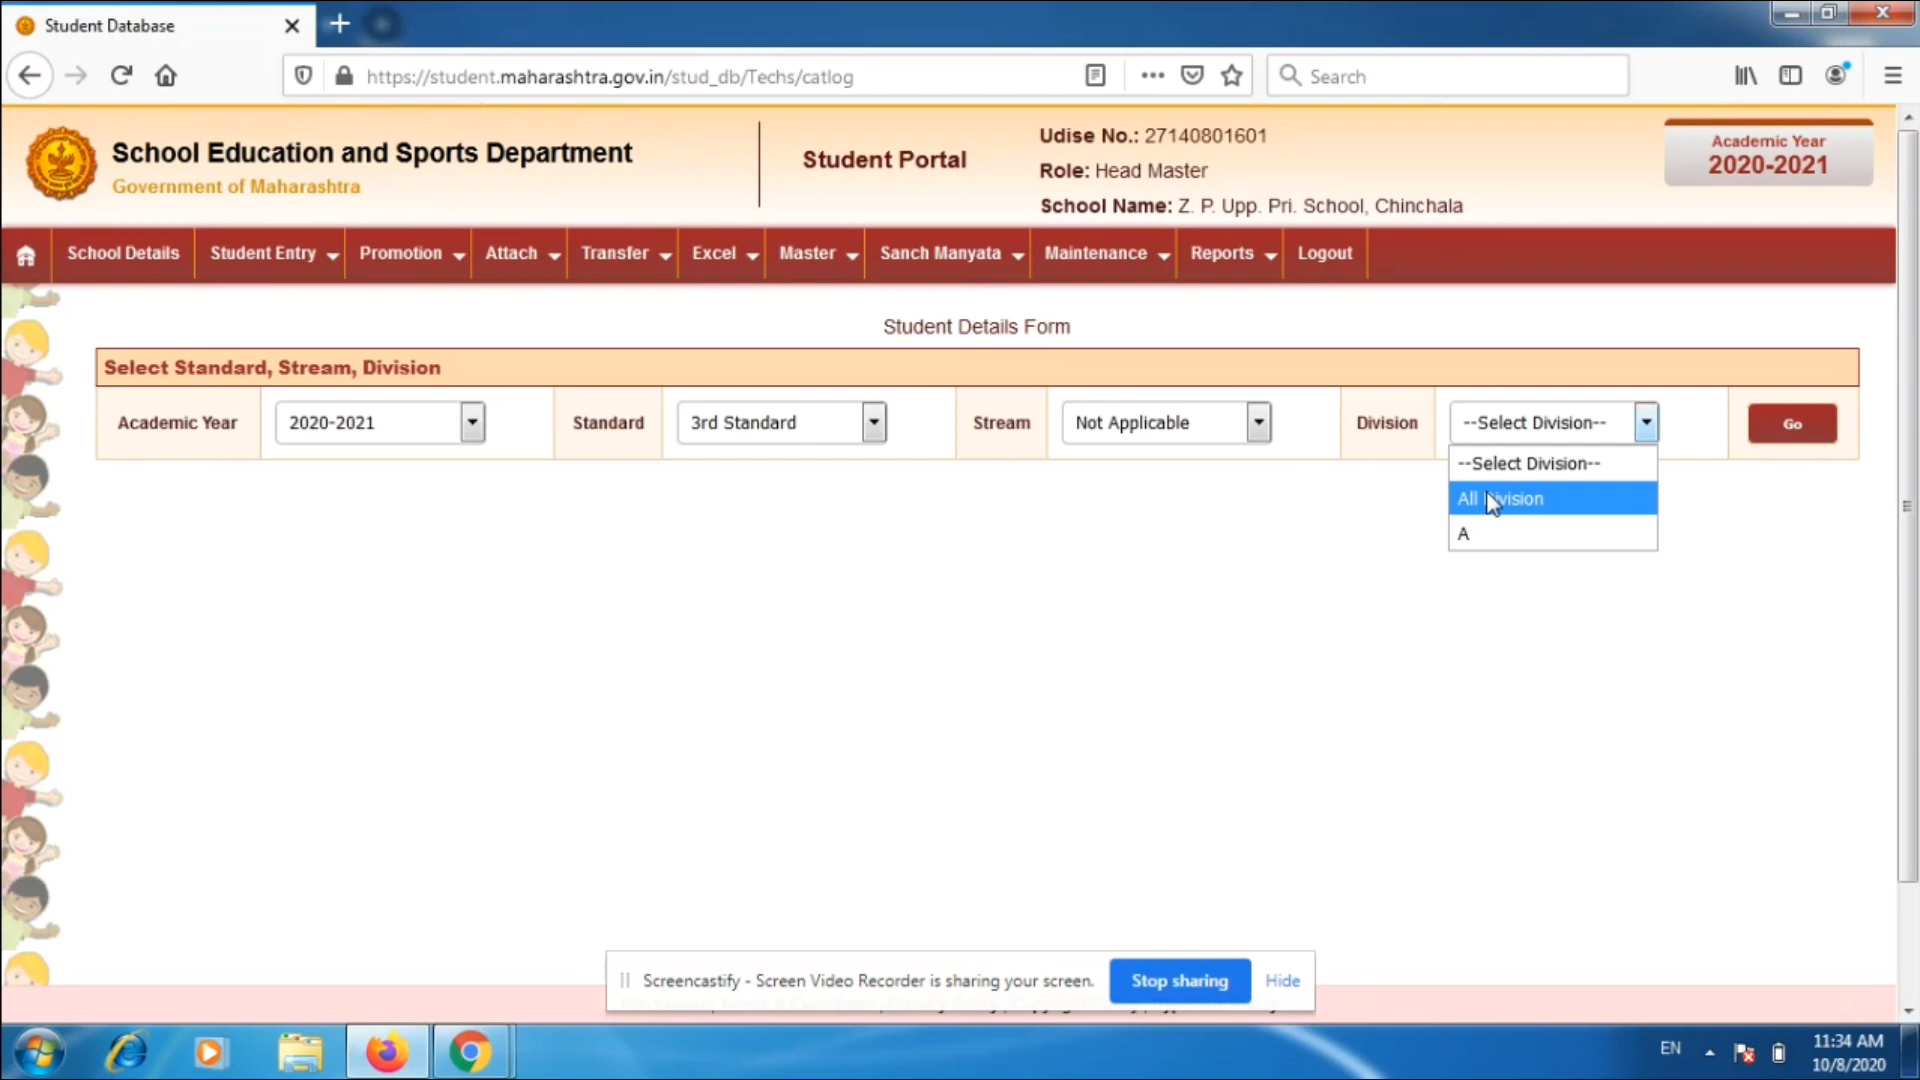 Student Database
https://student.maharashtra.gov.in/stud_db/Techs/catlog
Search
School Education and Sports Department
Government of Maharashtra
Student Portal
Udise No.: 27140801601
Role: Head Master
School Name: Z. P. Upp. Pri. School, Chinchala
Academic Year
2020-2021
School Details
Student Entry
Promotion
Attach
Transfer
Excel
Master
Sanch Manyata
Maintenance
Reports
Logout
Student Details Form
Select Standard, Stream, Division
Academic Year
2020-2021
Standard
3rd Standard
Stream
Not Applicable
Division
--Select Division--
Go
--Select Division--
All Division
A
Screencastify - Screen Video Recorder is sharing your screen.
Stop sharing
Hide
EN
11:34 AM
10/8/2020